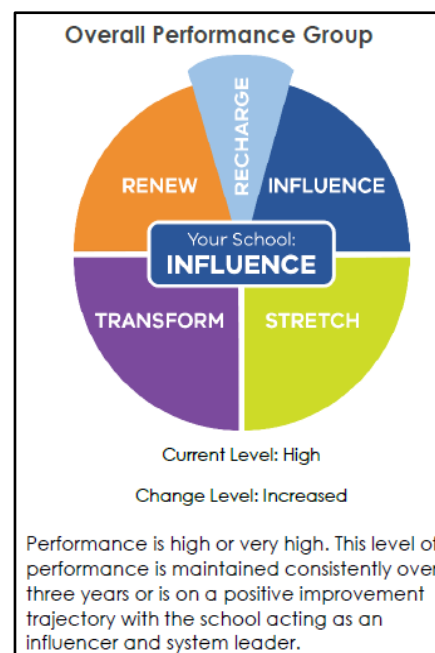 Overall Performance Group
RECHARGE
RENEW
INFLUENCE
Your School:
INFLUENCE
TRANSFORM
STRETCH
Current Level: High
Change Level: Increased
Performance is high or very high. This level of
performance is maintained consistently over
three years or is on a positive improvement
trajectory with the school acting as an
influencer and system leader.